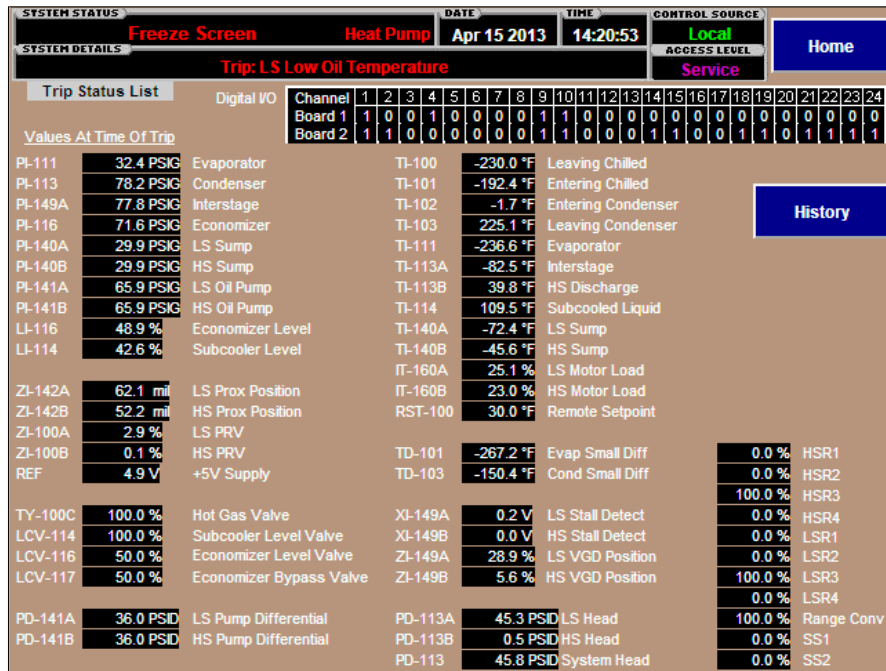 SYSTEM STATUS DATE TIME CONTROL SOURCE
Freeze Screen Heat Pump Apr 15 2013 14:20:53 Local Home
SYSTEM DETAILS ACCESS LEVEL
Trip: LS Low Oil Temperature Service
Trip Status List Digital I/O Channel 1 2 3 4 5 6 7 8 9 10 11 12 13 14 15 16 17 18 19 20 21 22 23 24
Board 1 1 0 0 1 0 0 0 0 1 1 0 0 0 0 0 0 0 0 0 0 0 0 0 0
Values At Time Of Trip Board 2 1 1 0 0 0 0 0 0 1 0 0 0 0 1 1 0 0 1 1 0 1 1 1 1
PI-111 32.4 PSIG Evaporator TI-100 -230.0 °F Leaving Chilled
PI-113 78.2 PSIG Condenser TI-101 -192.4 °F Entering Chilled
PI-149A 77.8 PSIG Interstage TI-102 -1.7 °F Entering Condenser
PI-116 71.6 PSIG Economizer TI-103 225.1 °F Leaving Condenser History
PI-140A 29.9 PSIG LS Sump TI-111 -236.6 °F Evaporator
PI-140B 29.9 PSIG HS Sump TI-113A -82.5 °F Interstage
PI-141A 65.9 PSIG LS Oil Pump TI-113B 39.8 °F HS Discharge
PI-141B 65.9 PSIG HS Oil Pump TI-114 109.5 °F Subcooled Liquid
LI-116 48.9 % Economizer Level TI-140A -72.4 °F LS Sump
LI-114 42.6 % Subcooler Level TI-140B -45.6 °F HS Sump
IT-160A 25.1 % LS Motor Load
ZI-142A 62.1 mil LS Prox Position IT-160B 23.0 % HS Motor Load
ZI-142B 52.2 mil HS Prox Position RST-100 30.0 °F Remote Setpoint
ZI-100A 2.9 % LS PRV
ZI-100B 0.1 % HS PRV TD-101 -267.2 °F Evap Small Diff 0.0 % HSR1
REF 4.9 V +5V Supply TD-103 -150.4 °F Cond Small Diff 0.0 % HSR2
100.0 % HSR3
TY-100C 100.0 % Hot Gas Valve XI-149A 0.2 V LS Stall Detect 0.0 % HSR4
LCV-114 100.0 % Subcooler Level Valve XI-149B 0.0 V HS Stall Detect 0.0 % LSR1
LCV-116 50.0 % Economizer Level Valve ZI-149A 28.9 % LS VGD Position 0.0 % LSR2
LCV-117 50.0 % Economizer Bypass Valve ZI-149B 5.6 % HS VGD Position 100.0 % LSR3
0.0 % LSR4
PD-141A 36.0 PSID LS Pump Differential PD-113A 45.3 PSID LS Head 100.0 % Range Conv
PD-141B 36.0 PSID HS Pump Differential PD-113B 0.5 PSID HS Head 0.0 % SS1
PD-113 45.8 PSID System Head 0.0 % SS2